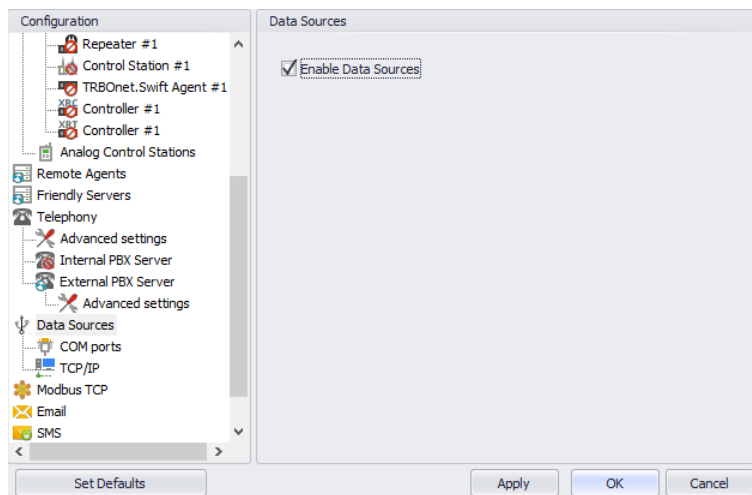 Configuration
Repeater #1
Control Station #1
TRBOnet.Swift Agent #1
XRC
Controller #1
XRT
Controller #1
Analog Control Stations
Remote Agents
Friendly Servers
Telephony
Advanced settings
Internal PBX Server
External PBX Server
Advanced settings
Data Sources
COM ports
TCP/IP
Modbus TCP
Email
SMS
Data Sources
Enable Data Sources
Set Defaults
Apply
OK
Cancel